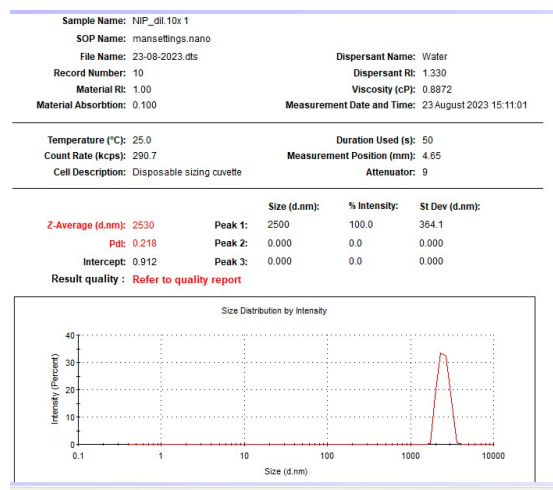 Sample Name: NIP_dil.10x 1
SOP Name: mansettings.nano
File Name: 23-08-2023.dts Dispersant Name: Water
Record Number: 10 Dispersant RI: 1.330
Material RI: 1.00 Viscosity (cP): 0.8872
Material Absorbtion: 0.100 Measurement Date and Time: 23 August 2023 15:11:01
Temperature (°C): 25.0 Duration Used (s): 50
Count Rate (kcps): 290.7 Measurement Position (mm): 4.65
Cell Description: Disposable sizing cuvette Attenuator: 9
Size (d.nm): % Intensity: St Dev (d.nm):
Z-Average (d.nm): 2530 Peak 1: 2500 100.0 364.1
PdI: 0.218 Peak 2: 0.000 0.0 0.000
Intercept: 0.912 Peak 3: 0.000 0.0 0.000
Result quality : Refer to quality report
Size Distribution by Intensity
Intensity (Percent)
40
30
20
10
0
0.1 1 10 100 1000 10000
Size (d.nm)